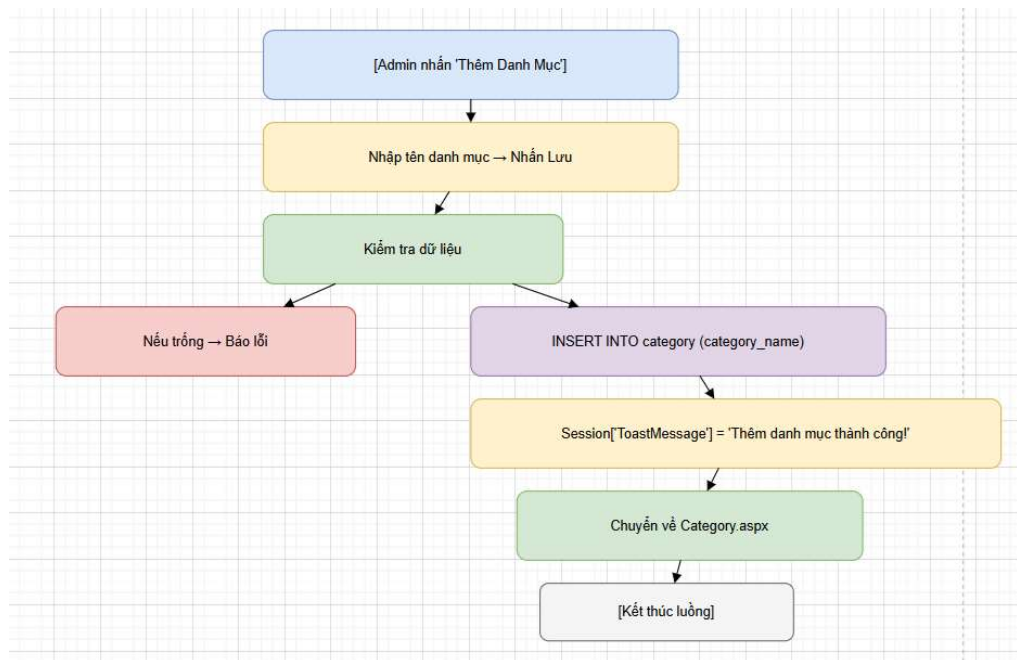 [Admin nhấn 'Thêm Danh Mục']
Nhập tên danh mục → Nhấn Lưu
Kiểm tra dữ liệu
Nếu trống → Báo lỗi
INSERT INTO category (category_name)
Session['ToastMessage'] = 'Thêm danh mục thành công!'
Chuyển về Category.aspx
[Kết thúc luồng]